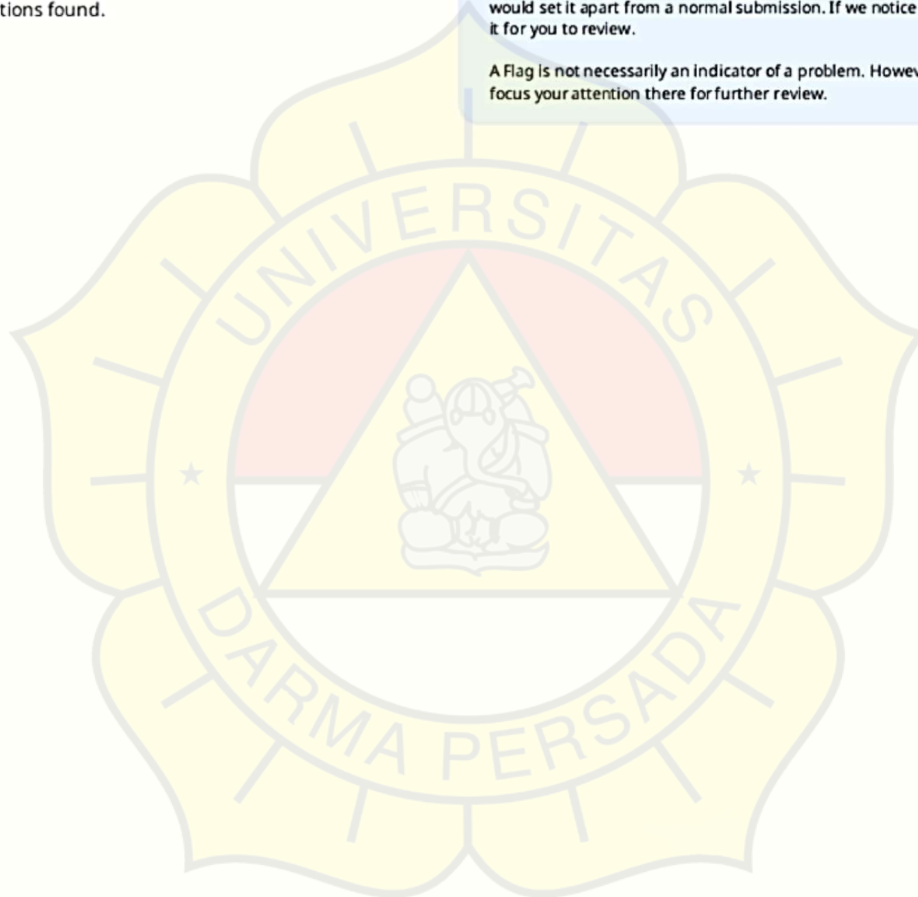 tions found.
would set it apart from a normal submission. If we notice
it for you to review.
A Flag is not necessarily an indicator of a problem. Howev
focus your attention there for further review.
UNIVERSITAS
DARMA PERSADA